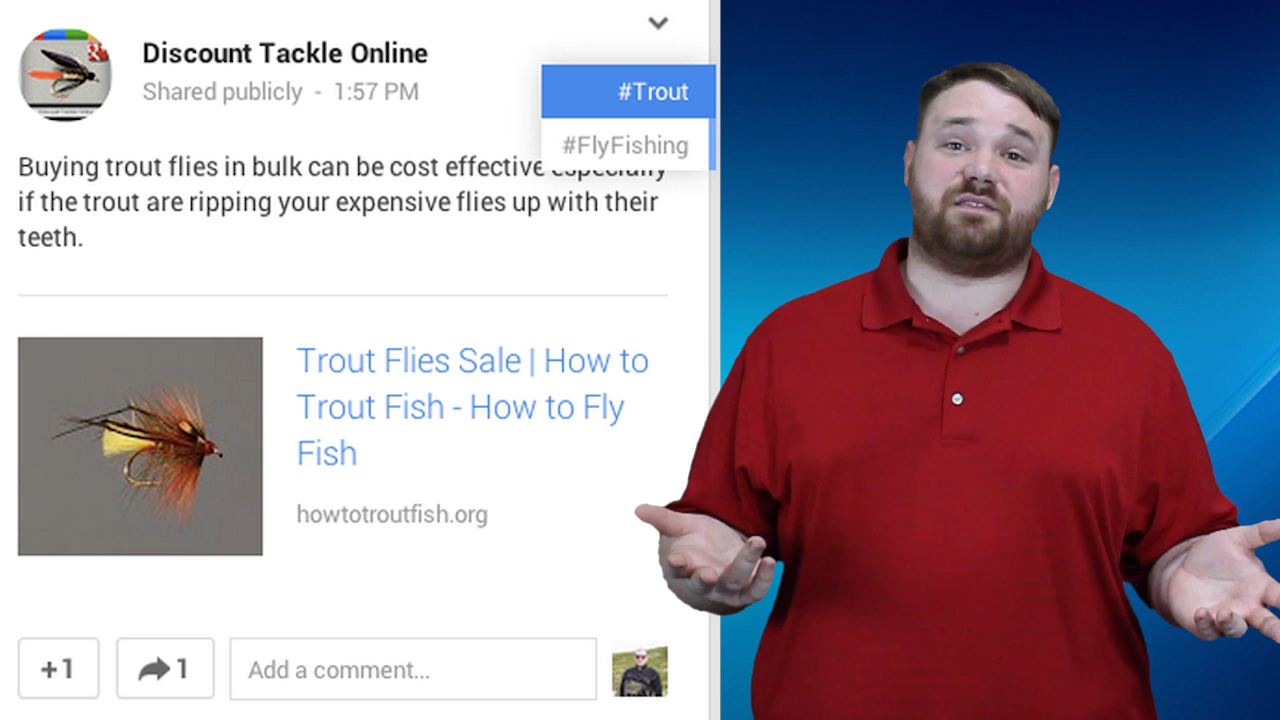 Discount Tackle Online
Shared publicly - 1:57 PM
#Trout
#FlyFishing
Buying trout flies in bulk can be cost effective especially
if the trout are ripping your expensive flies up with their
teeth.
Trout Flies Sale | How to
Trout Fish - How to Fly
Fish
howtotroutfish.org
+1
1
Add a comment...